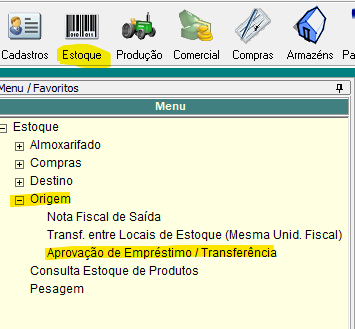 Cadastros Estoque Produção Comercial Compras Armazéns Pa
Menu / Favoritos
Menu
Estoque
Almoxarifado
Compras
Destino
Origem
Nota Fiscal de Saída
Transf. entre Locais de Estoque (Mesma Unid. Fiscal)
Aprovação de Empréstimo / Transferência
Consulta Estoque de Produtos
Pesagem